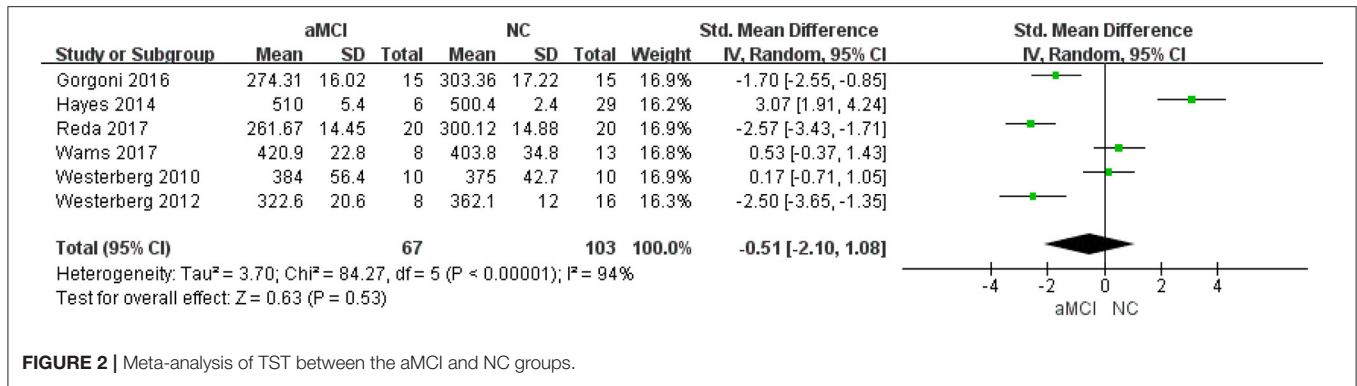 aMCI NC Std. Mean Difference Std. Mean Difference
Study or Subgroup Mean SD Total Mean SD Total Weight IV, Random, 95% CI IV, Random, 95% CI
Gorgoni 2016 274.31 16.02 15 303.36 17.22 15 16.9% -1.70 [-2.55, -0.85]
Hayes 2014 510 5.4 6 500.4 2.4 29 16.2% 3.07 [1.91, 4.24]
Reda 2017 261.67 14.45 20 300.12 14.88 20 16.9% -2.57 [-3.43, -1.71]
Wams 2017 420.9 22.8 8 403.8 34.8 13 16.8% 0.53 [-0.37, 1.43]
Westerberg 2010 384 56.4 10 375 42.7 10 16.9% 0.17 [-0.71, 1.05]
Westerberg 2012 322.6 20.6 8 362.1 12 16 16.3% -2.50 [-3.65, -1.35]
Total (95% CI) 67 103 100.0% -0.51 [-2.10, 1.08]
Heterogeneity: Tau² = 3.70; Chi² = 84.27, df = 5 (P < 0.00001); I² = 94%
Test for overall effect: Z = 0.63 (P = 0.53)
-4 -2 0 2 4
aMCI NC
FIGURE 2 | Meta-analysis of TST between the aMCI and NC groups.